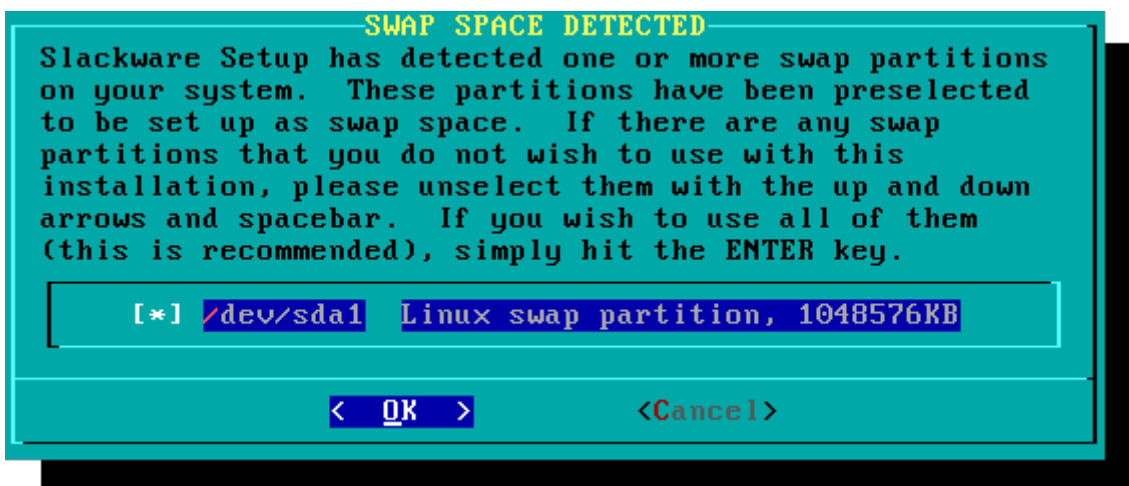 SWAP SPACE DETECTED
Slackware Setup has detected one or more swap partitions
on your system.  These partitions have been preselected
to be set up as swap space.  If there are any swap
partitions that you do not wish to use with this
installation, please unselect them with the up and down
arrows and spacebar.  If you wish to use all of them
(this is recommended), simply hit the ENTER key.
[*] /dev/sda1  Linux swap partition, 1048576KB
<  OK  > <Cancel>